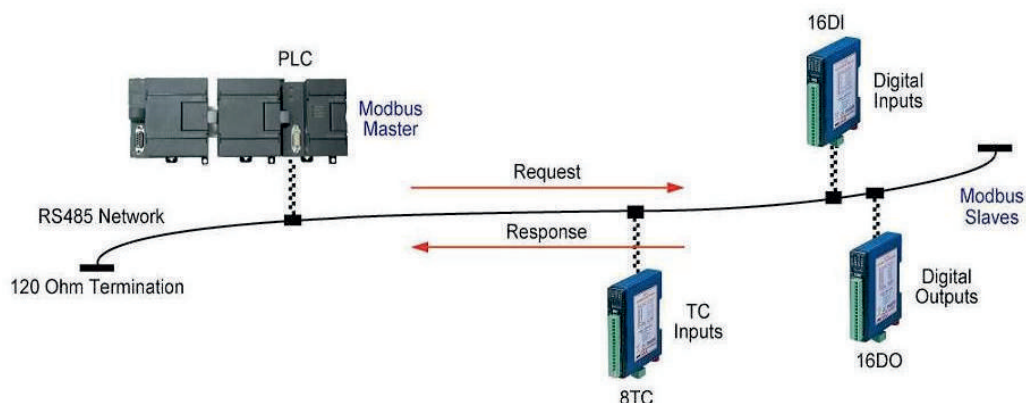 16DI
PLC
Digital
Inputs
Modbus
Master
Request
RS485 Network
Modbus
Slaves
Response
120 Ohm Termination
TC
Inputs
Digital
Outputs
16DO
8TC